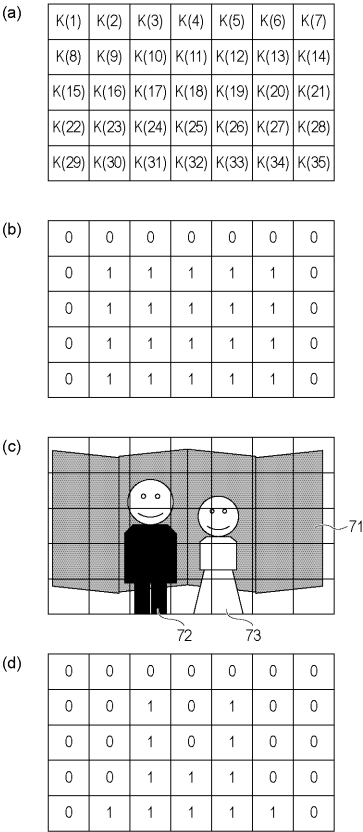 (a)
K(1) K(2) K(3) K(4) K(5) K(6) K(7)
K(8) K(9) K(10) K(11) K(12) K(13) K(14)
K(15) K(16) K(17) K(18) K(19) K(20) K(21)
K(22) K(23) K(24) K(25) K(26) K(27) K(28)
K(29) K(30) K(31) K(32) K(33) K(34) K(35)
(b)
0 0 0 0 0 0 0
0 1 1 1 1 1 0
0 1 1 1 1 1 0
0 1 1 1 1 1 0
0 1 1 1 1 1 0
(c)
71
72 73
(d)
0 0 0 0 0 0 0
0 0 1 0 1 0 0
0 0 1 0 1 0 0
0 0 1 1 1 0 0
0 1 1 1 1 1 0